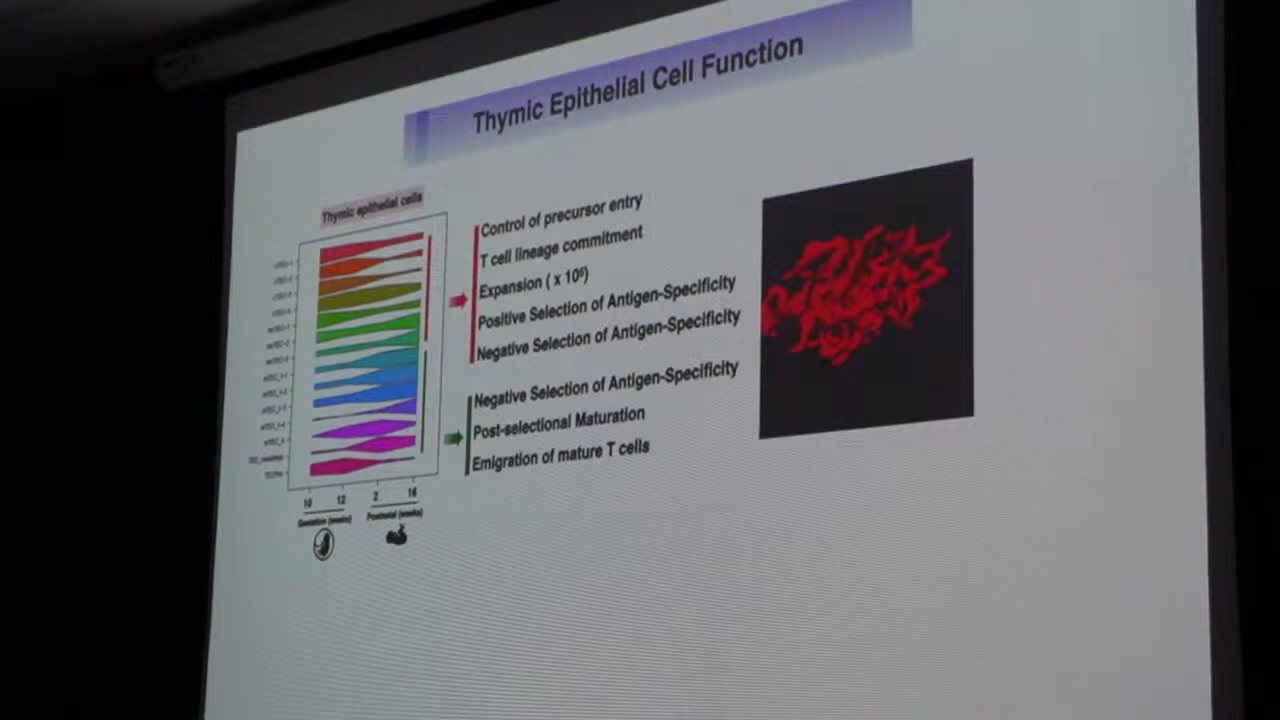 Thymic Epithelial Cell Function
Thymic epithelial cells
Control of precursor entry
T cell lineage commitment
Expansion ( x 10⁶)
Positive Selection of Antigen-Specificity
Negative Selection of Antigen-Specificity
Negative Selection of Antigen-Specificity
Post-selectional Maturation
Emigration of mature T cells
10 12 2 16
Gestation (weeks) Postnatal (weeks)